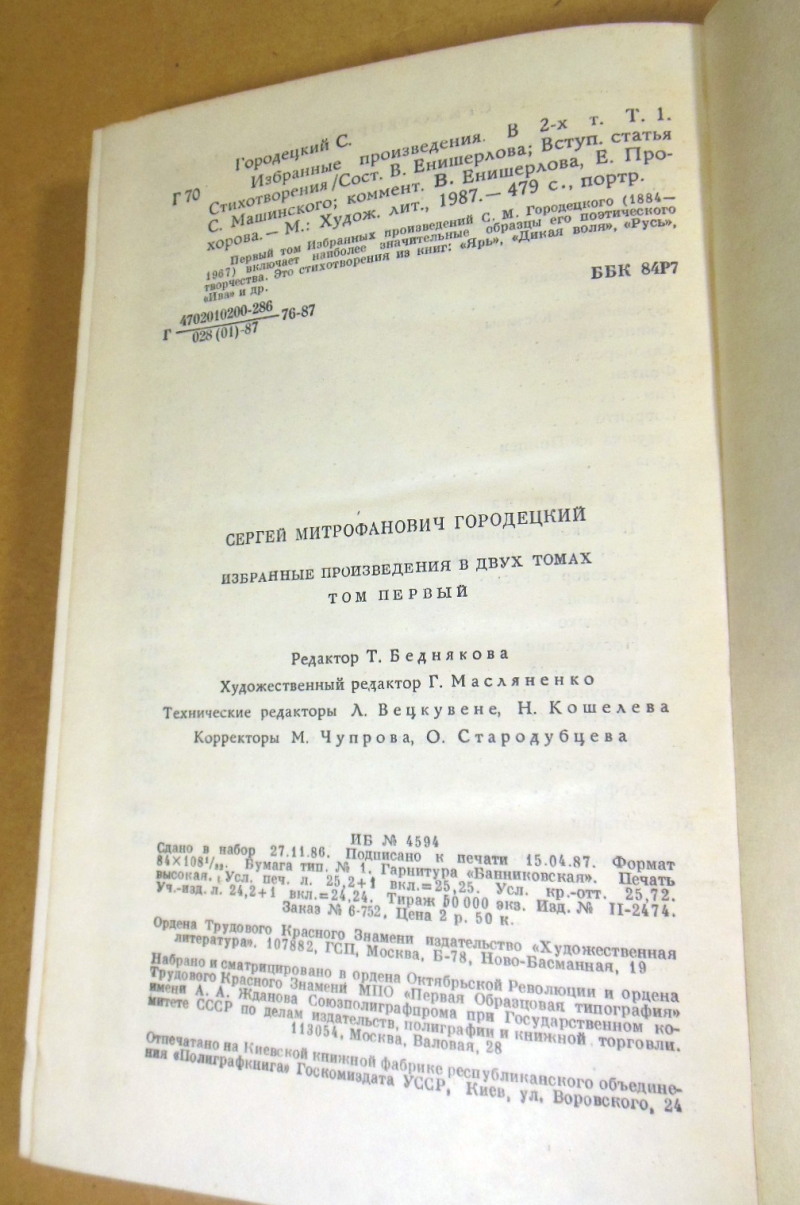 Городецкий С.
Г 70
Избранные произведения. В 2-х т. Т. 1.
Стихотворения/Сост. В. Енишерлова; Вступ. статья
С. Машинского; коммент. В. Енишерлова, Е. Про-
хорова.— М.: Худож. лит., 1987.— 479 с., портр.
Первый том Избранных произведений С. М. Городецкого (1884—
1967) включает наиболее значительные образцы его поэтического
творчества. Это стихотворения из книг: «Ярь», «Дикая воля», «Русь»,
«Ива» и др.
Г 4702010200-286
028 (01)-87
76-87
ББК 84Р7
СЕРГЕЙ МИТРОФАНОВИЧ ГОРОДЕЦКИЙ
ИЗБРАННЫЕ ПРОИЗВЕДЕНИЯ В ДВУХ ТОМАХ
ТОМ ПЕРВЫЙ
Редактор Т. Беднякова
Художественный редактор Г. Масляненко
Технические редакторы Л. Вецкувене, Н. Кошелева
Корректоры М. Чупрова, О. Стародубцева
ИБ № 4594
Сдано в набор 27.11.86. Подписано к печати 15.04.87. Формат
84×108¹/₃₂. Бумага тип. № 1. Гарнитура «Банниковская». Печать
высокая. Усл. печ. л. 25,2+1 вкл.=25,25. Усл. кр.-отт. 25,72.
Уч.-изд. л. 24,2+1 вкл.=24,24. Тираж 50 000 экз. Изд. № II-2474.
Заказ № 6-752, Цена 2 р. 50 к.
Ордена Трудового Красного Знамени издательство «Художественная
литература». 107882, ГСП, Москва, Б-78, Ново-Басманная, 19
Набрано и сматрицировано в ордена Октябрьской Революции и ордена
Трудового Красного Знамени МПО «Первая Образцовая типография»
имени А. А. Жданова Союзполиграфпрома при Государственном ко-
митете СССР по делам издательств, полиграфии и книжной торговли.
113054, Москва, Валовая, 28
Отпечатано на Киевской книжной фабрике республиканского объедине-
ния «Полиграфкнига» Госкомиздата УССР, Киев, ул. Воровского, 24